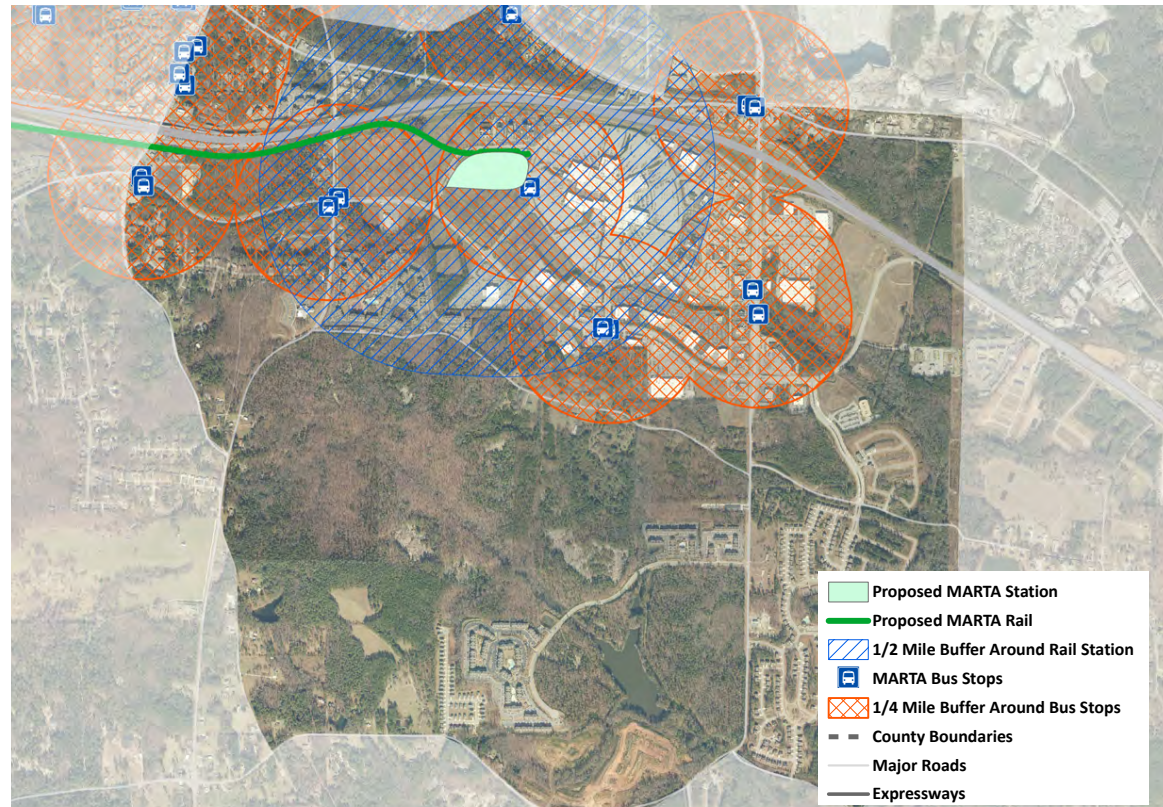 Proposed MARTA Station
Proposed MARTA Rail
1/2 Mile Buffer Around Rail Station
MARTA Bus Stops
1/4 Mile Buffer Around Bus Stops
County Boundaries
Major Roads
Expressways